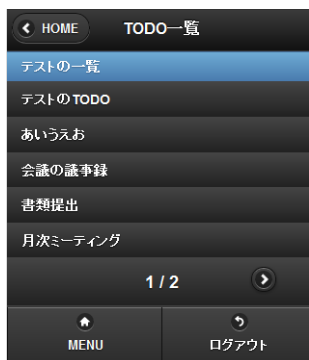 HOME TODO一覧
テストの一覧
テストのTODO
あいうえお
会議の議事録
書類提出
月次ミーティング
1 / 2
MENU ログアウト